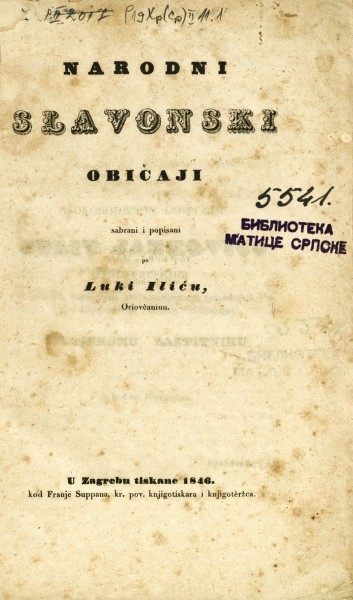 NARODNI
SLAVONSKI
OBIČAJI
sabrani i popisani
po
Luki Iliću,
Oriovčaninu.
5541.
БИБЛИОТЕКА
МАТИЦЕ СРПСКЕ
U Zagrebu tiskane 1846.
kod Franje Suppana, kr. pov. knjigotiskara i knjigotèržca.